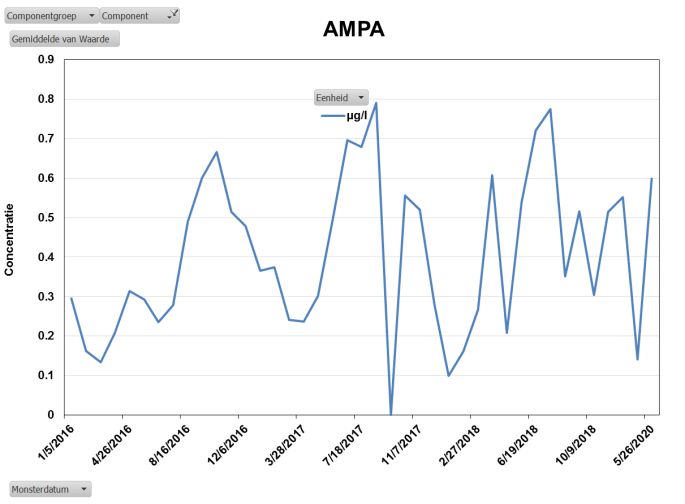 Componentgroep Component
AMPA
Gemiddelde van Waarde
0.9
0.8
Eenheid
µg/l
0.7
0.6
0.5
Concentratie
0.4
0.3
0.2
0.1
0
1/5/2016 4/26/2016 8/16/2016 12/6/2016 3/28/2017 7/18/2017 11/7/2017 2/27/2018 6/19/2018 10/9/2018 5/26/2020
Monsterdatum